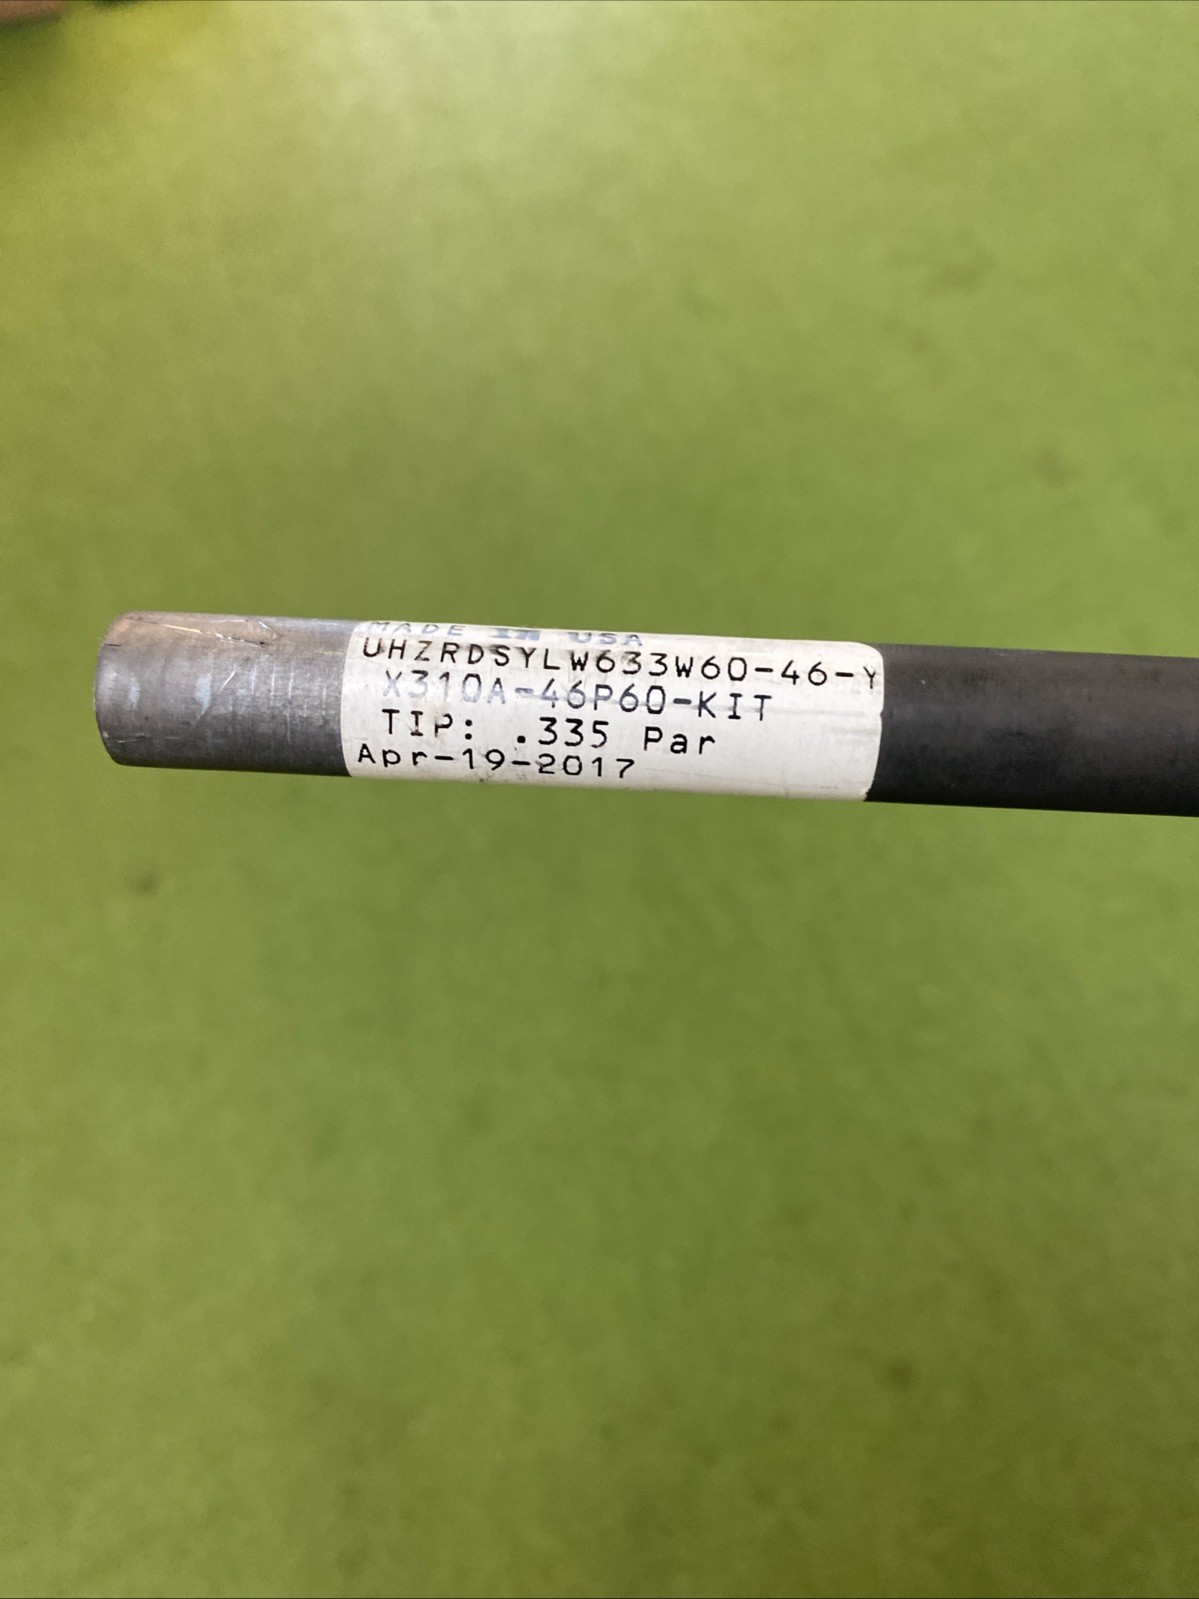 MADE IN USA
UHZRDSYLW633W60-46-Y
X310A-46P60-KIT
TIP: .335 Par
Apr-19-2017